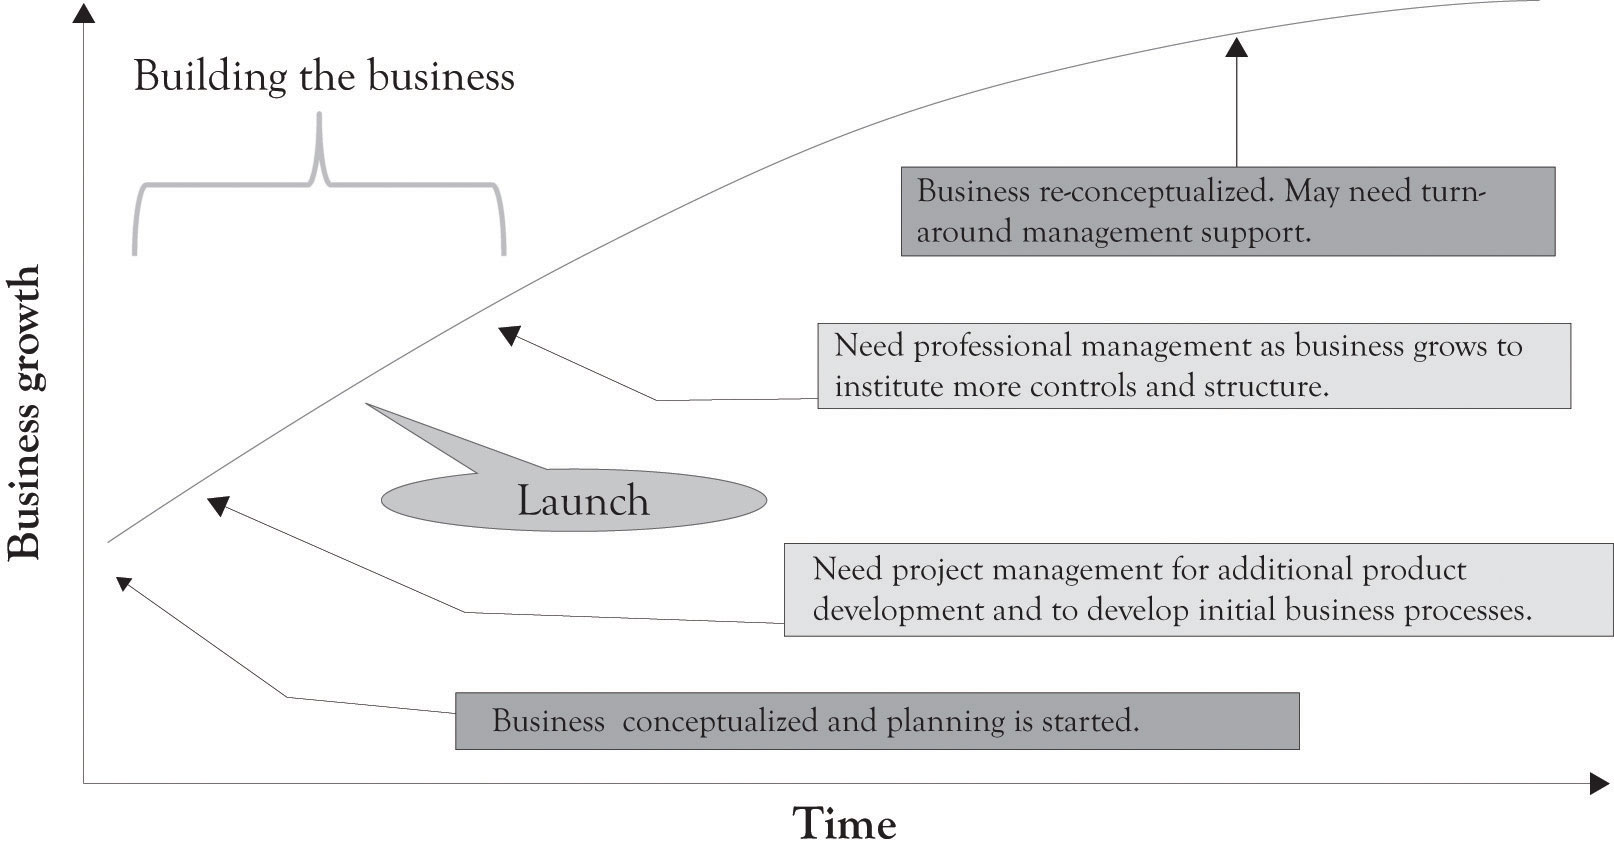 Building the business
Business re-conceptualized. May need turn-
around management support.
Need professional management as business grows to
institute more controls and structure.
Launch
Need project management for additional product
development and to develop initial business processes.
Business conceptualized and planning is started.
Business growth
Time